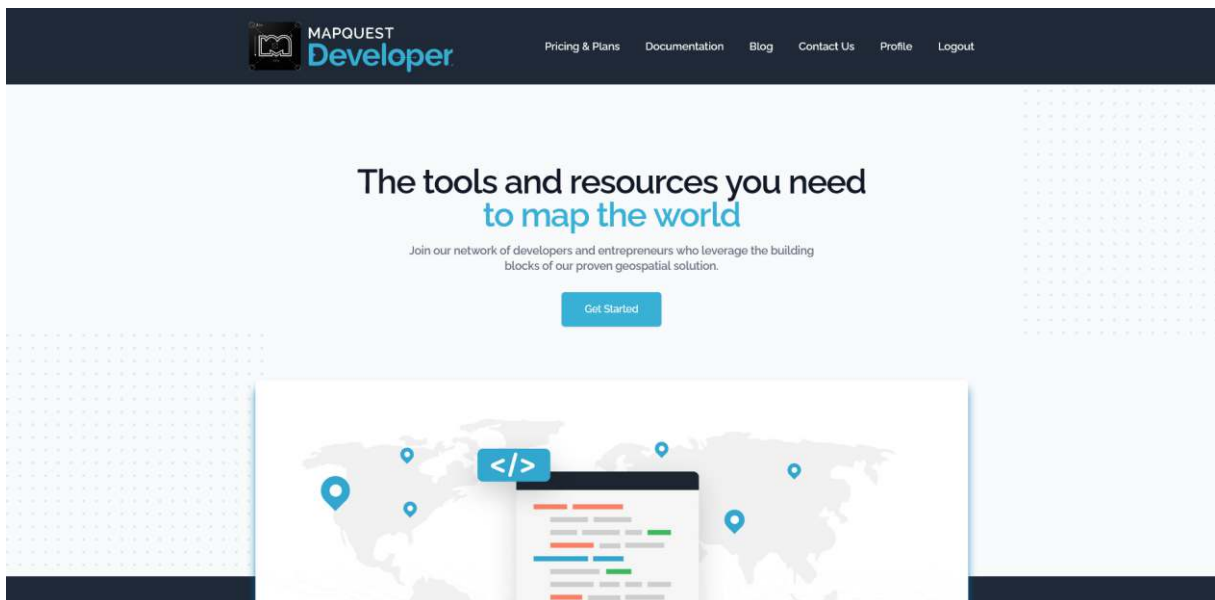 MAPQUEST
Developer
Pricing & Plans Documentation Blog Contact Us Profile Logout
The tools and resources you need
to map the world
Join our network of developers and entrepreneurs who leverage the building
blocks of our proven geospatial solution.
Get Started
</>